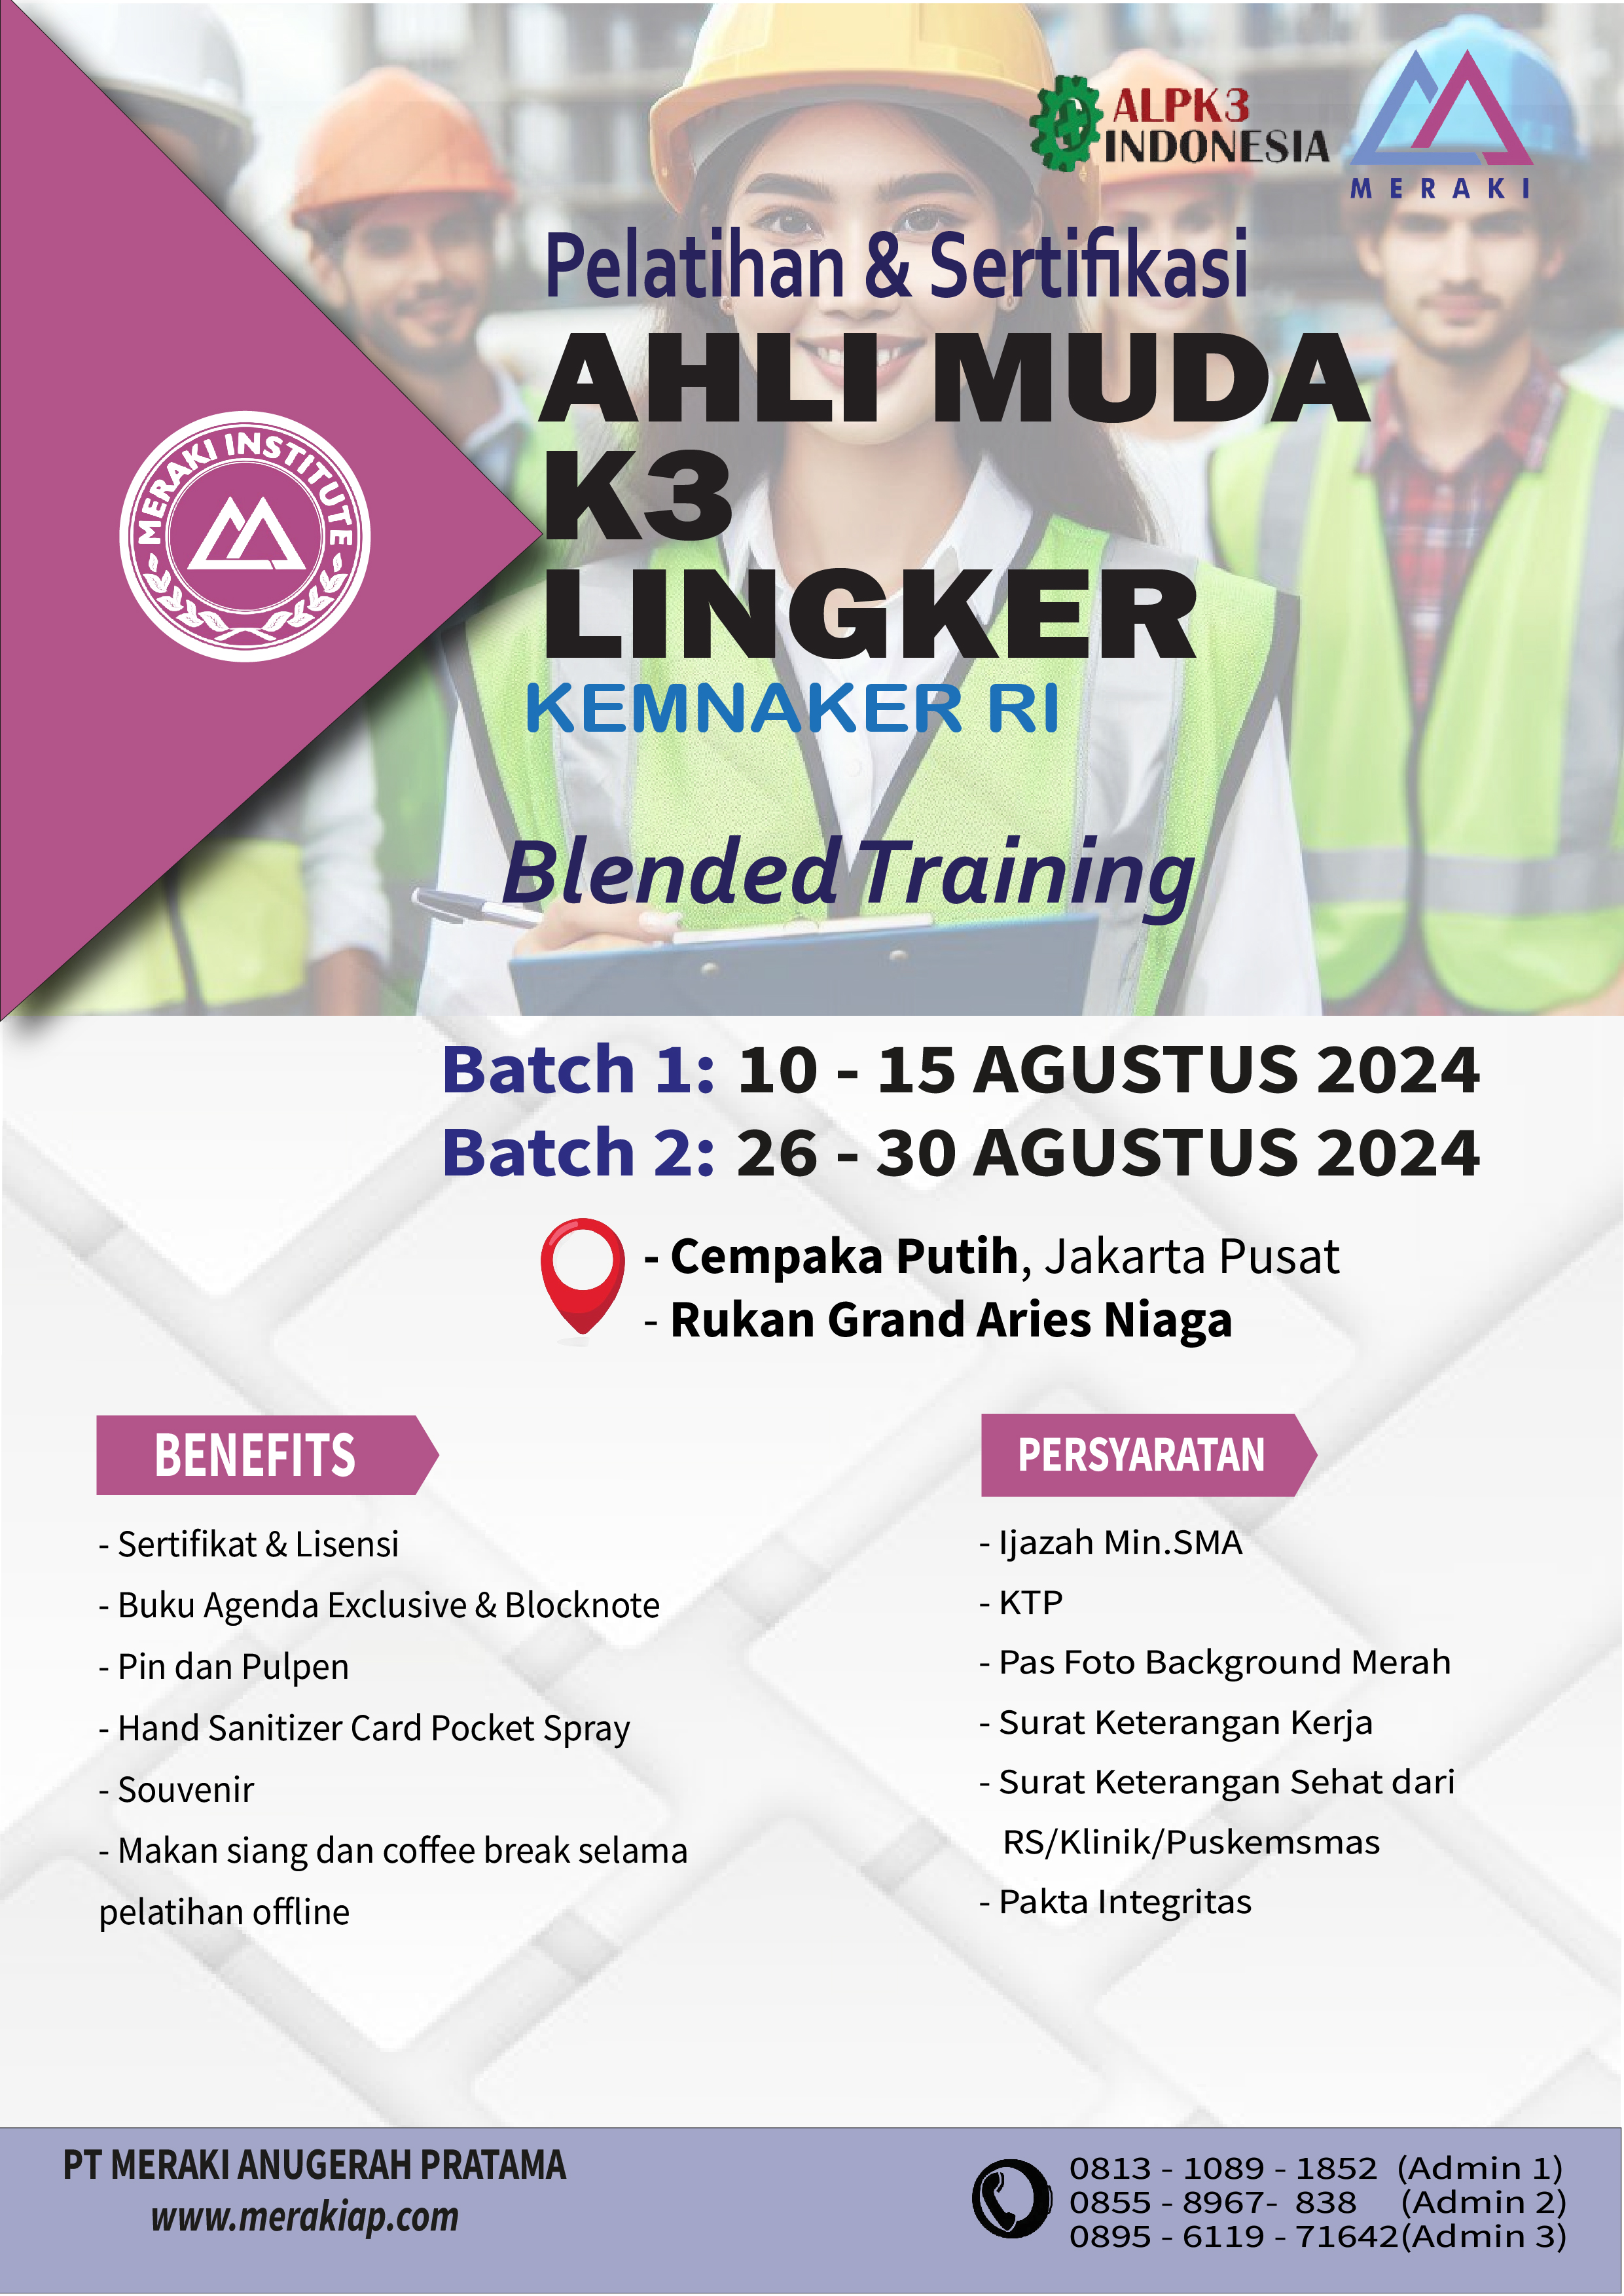 ALPK3
INDONESIA
MERAKI
MERAKI INSTITUTE
Pelatihan & Sertifikasi
AHLI MUDA
K3
LINGKER
KEMNAKER RI
Blended Training
Batch 1: 10 - 15 AGUSTUS 2024
Batch 2: 26 - 30 AGUSTUS 2024
- Cempaka Putih, Jakarta Pusat
- Rukan Grand Aries Niaga
BENEFITS
- Sertifikat & Lisensi
- Buku Agenda Exclusive & Blocknote
- Pin dan Pulpen
- Hand Sanitizer Card Pocket Spray
- Souvenir
- Makan siang dan coffee break selama
pelatihan offline
PERSYARATAN
- Ijazah Min.SMA
- KTP
- Pas Foto Background Merah
- Surat Keterangan Kerja
- Surat Keterangan Sehat dari
RS/Klinik/Puskemsmas
- Pakta Integritas
PT MERAKI ANUGERAH PRATAMA
www.merakiap.com
0813 - 1089 - 1852 (Admin 1)
0855 - 8967- 838 (Admin 2)
0895 - 6119 - 71642(Admin 3)